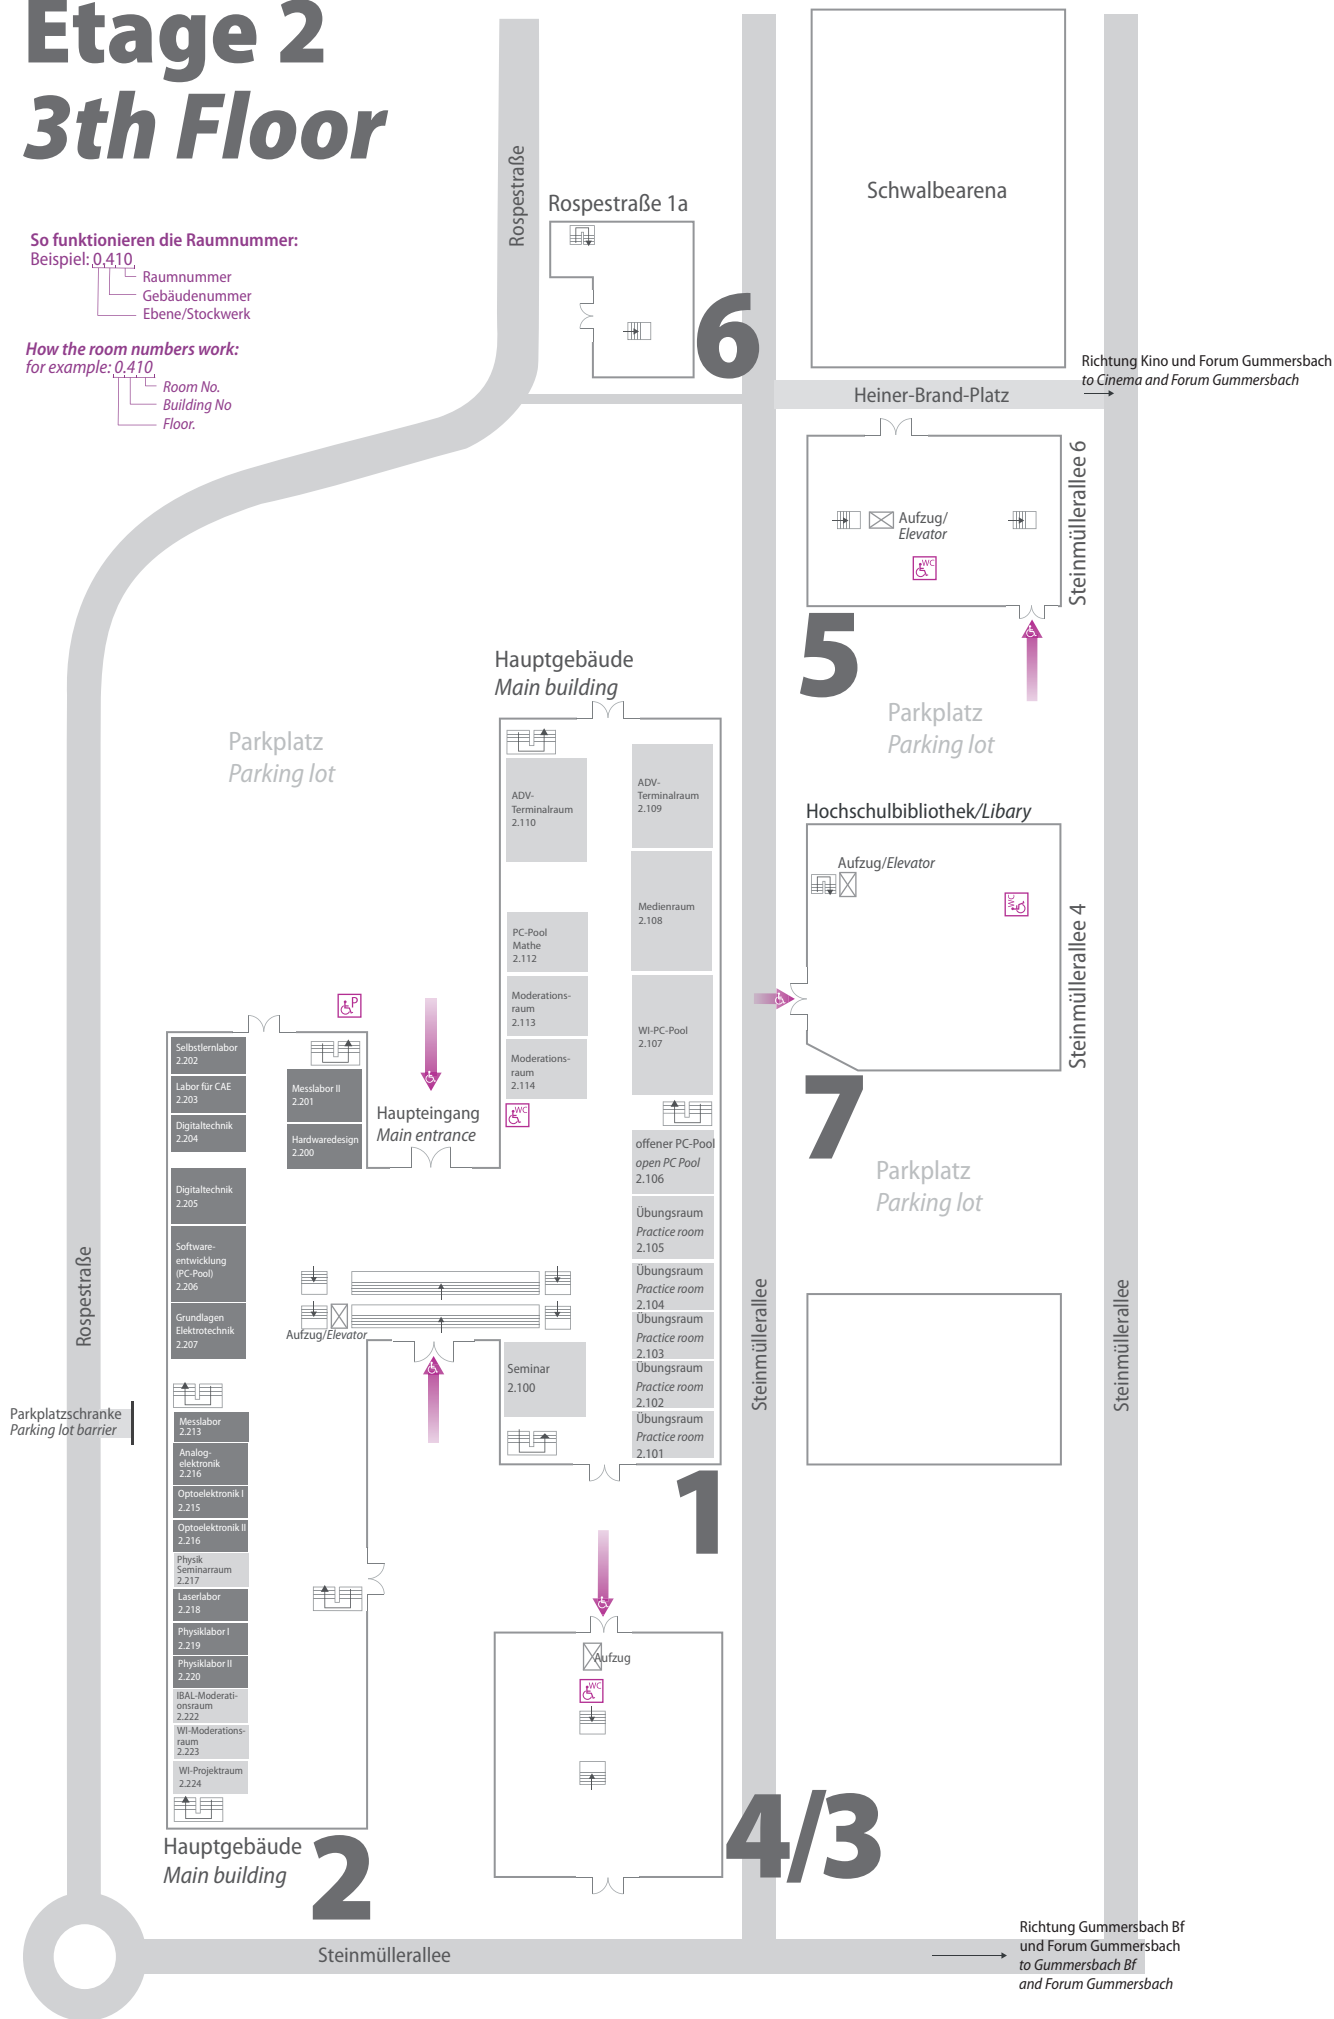 Etage 2
3th Floor
So funktionieren die Raumnummer:
Beispiel: 0.410
Raumnummer
Gebäudenummer
Ebene/Stockwerk
How the room numbers work:
for example: 0.410
Room No.
Building No
Floor.
Rospestraße
Rospestraße 1a
6
Schwalbearena
Richtung Kino und Forum Gummersbach
to Cinema and Forum Gummersbach
Heiner-Brand-Platz
Aufzug/
Elevator
WC
Steinmüllerallee 6
5
Parkplatz
Parking lot
Hauptgebäude
Main building
Parkplatz
Parking lot
ADV-
Terminalraum
2.110
ADV-
Terminalraum
2.109
Medienraum
2.108
PC-Pool
Mathe
2.112
Moderations-
raum
2.113
Moderations-
raum
2.114
WC
WI-PC-Pool
2.107
offener PC-Pool
open PC Pool
2.106
Übungsraum
Practice room
2.105
Übungsraum
Practice room
2.104
Übungsraum
Practice room
2.103
Übungsraum
Practice room
2.102
Übungsraum
Practice room
2.101
Seminar
2.100
1
Hochschulbibliothek/Libary
Aufzug/Elevator
WC
Steinmüllerallee 4
7
Parkplatz
Parking lot
P
Haupteingang
Main entrance
Selbstlernlabor
2.202
Labor für CAE
2.203
Digitaltechnik
2.204
Messlabor II
2.201
Hardwaredesign
2.200
Digitaltechnik
2.205
Software-
entwicklung
(PC-Pool)
2.206
Grundlagen
Elektrotechnik
2.207
Aufzug/Elevator
Rospestraße
Steinmüllerallee
Steinmüllerallee
Parkplatzschranke
Parking lot barrier
Messlabor
2.213
Analog-
elektronik
2.216
Optoelektronik I
2.215
Optoelektronik II
2.216
Physik
Seminarraum
2.217
Laserlabor
2.218
Physiklabor I
2.219
Physiklabor II
2.220
IBAL-Moderati-
onsraum
2.222
WI-Moderations-
raum
2.223
WI-Projektraum
2.224
Hauptgebäude
Main building
2
Aufzug
WC
4/3
Steinmüllerallee
Richtung Gummersbach Bf
und Forum Gummersbach
to Gummersbach Bf
and Forum Gummersbach